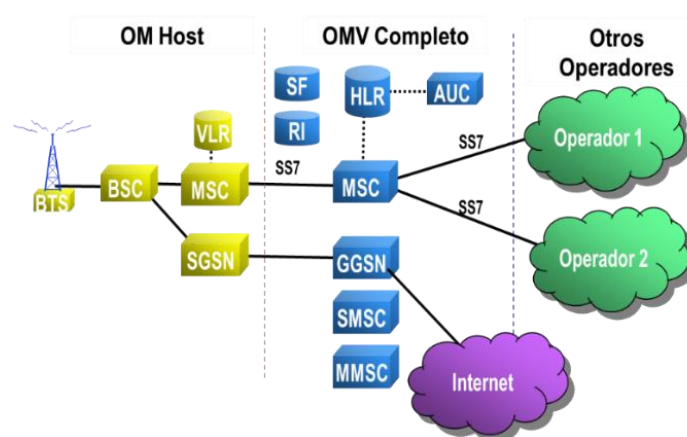 OM Host
OMV Completo
Otros
Operadores
SF
HLR
AUC
VLR
RI
SS7
Operador 1
BTS
BSC
MSC
SS7
MSC
SS7
SGSN
GGSN
Operador 2
SMSC
MMSC
Internet